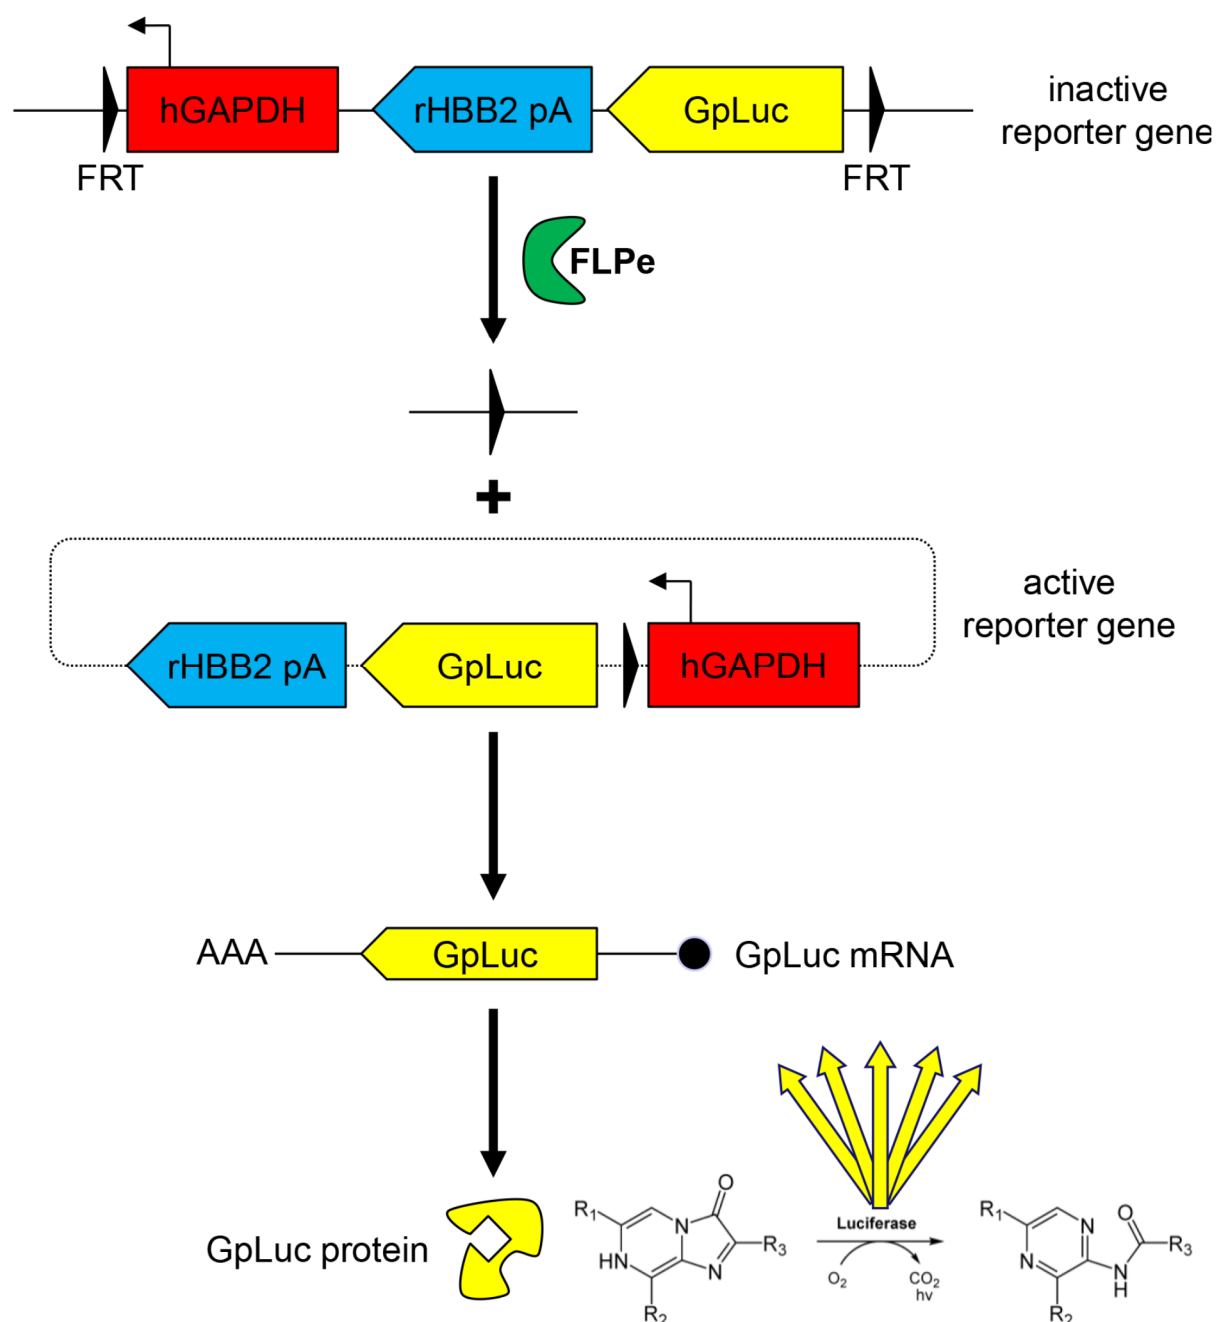 hGAPDH
rHBB2 pA
GpLuc
inactive
reporter gene
FRT
FRT
FLPe
+
active
reporter gene
rHBB2 pA
GpLuc
hGAPDH
AAA
GpLuc
GpLuc mRNA
GpLuc protein
R1
O
N
R3
HN
N
R2
Luciferase
O2
CO2
hv
R1
N
O
R3
N
N
H
R2